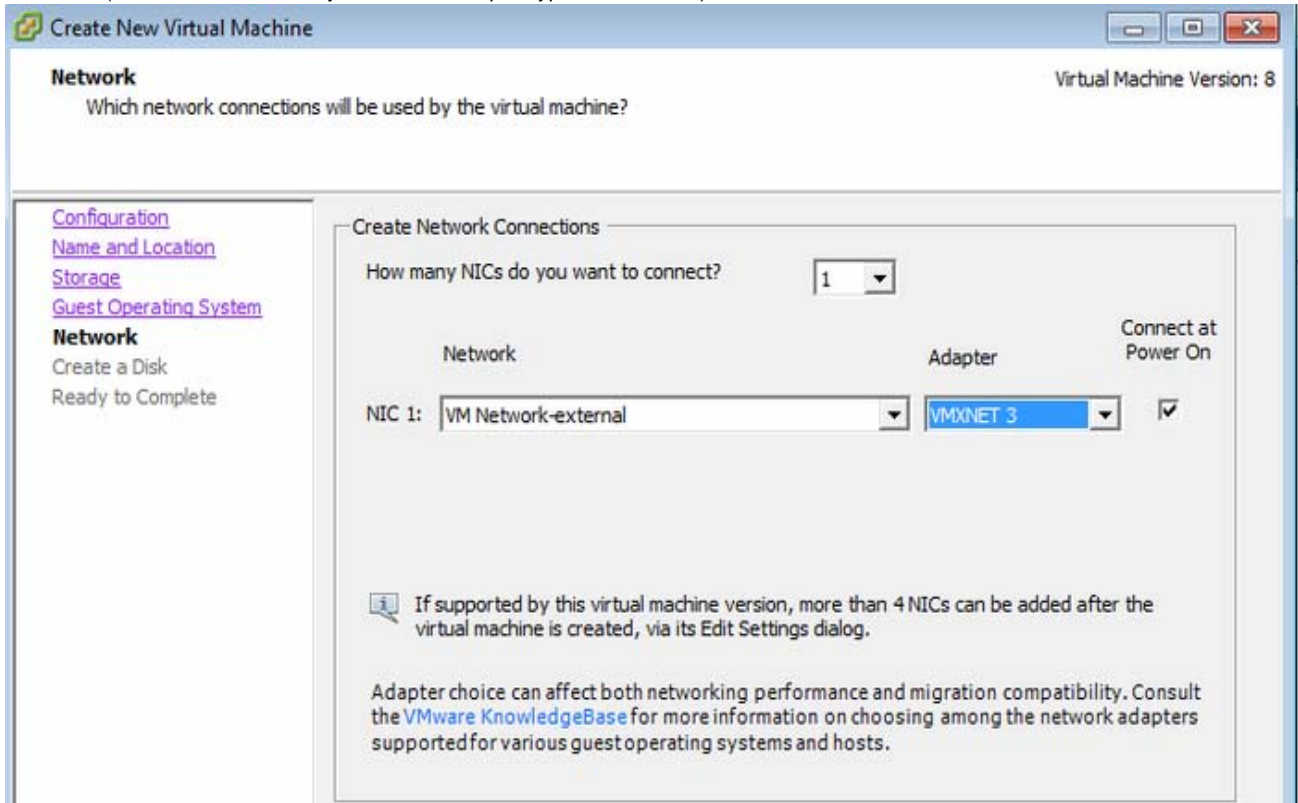 Create New Virtual Machine
Network
Virtual Machine Version: 8
Which network connections will be used by the virtual machine?
Configuration
Name and Location
Storage
Guest Operating System
Network
Create a Disk
Ready to Complete
Create Network Connections
How many NICs do you want to connect?
1
Network
Adapter
Connect at
Power On
NIC 1:
VM Network-external
VMXNET 3
If supported by this virtual machine version, more than 4 NICs can be added after the
virtual machine is created, via its Edit Settings dialog.
Adapter choice can affect both networking performance and migration compatibility. Consult
the VMware KnowledgeBase for more information on choosing among the network adapters
supported for various guest operating systems and hosts.